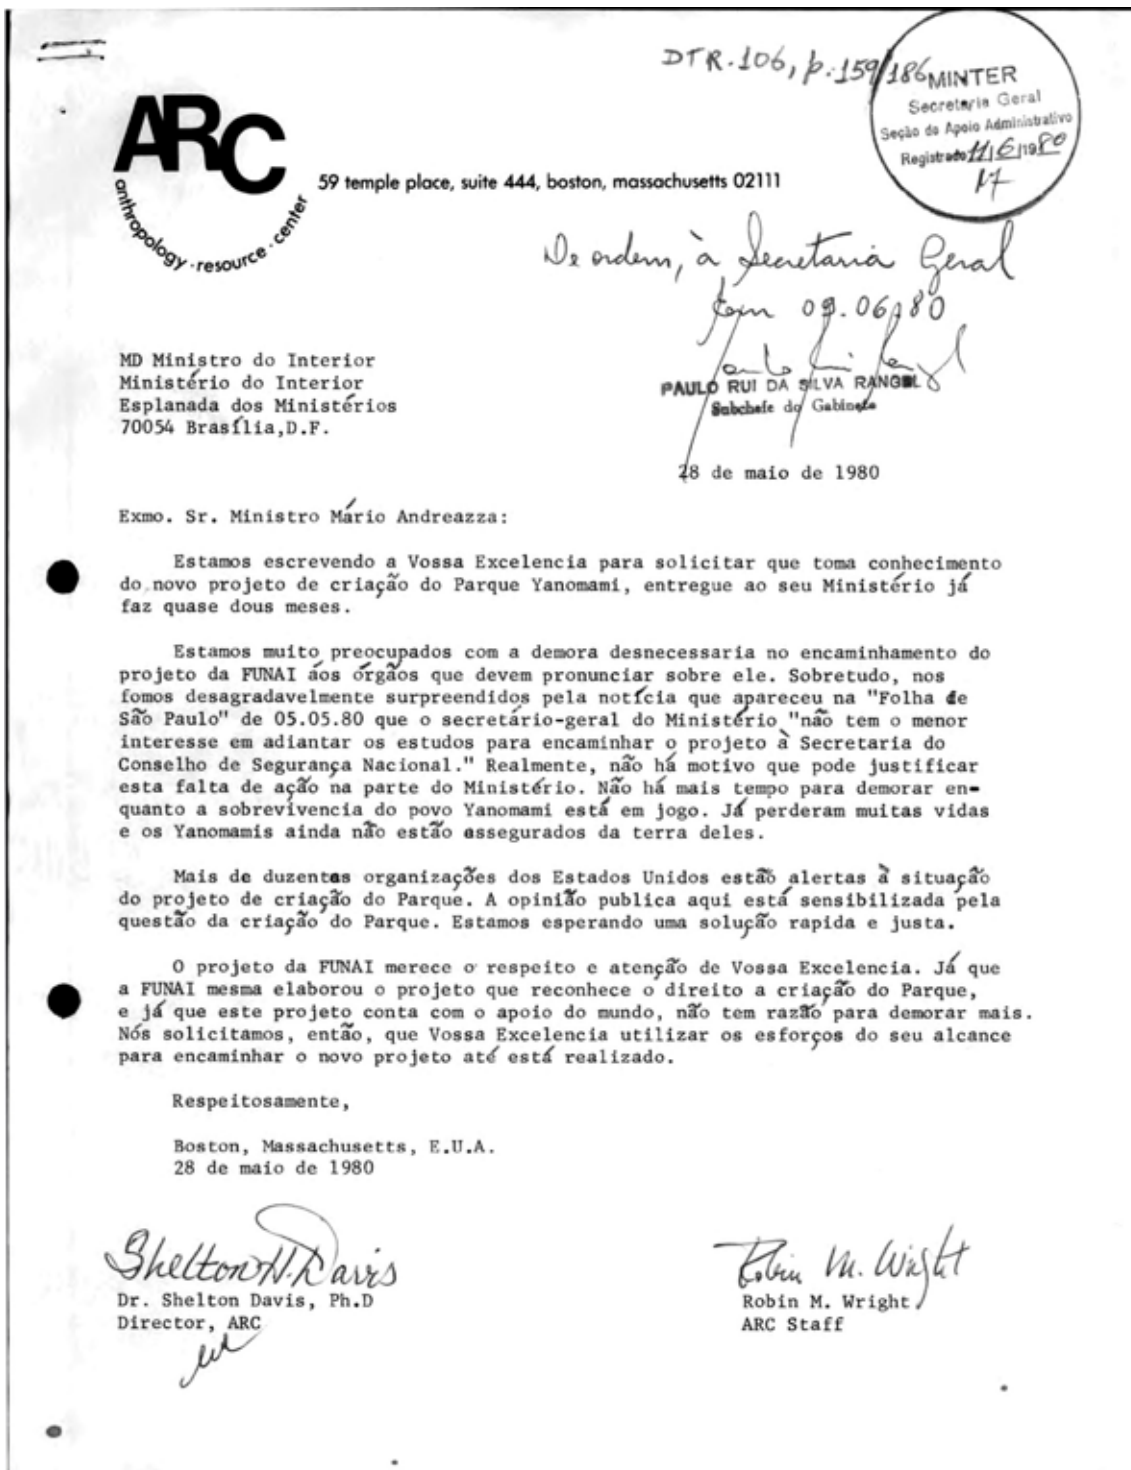 DTR.106, p.159/186
MINTER
Secretaria Geral
Seção de Apoio Administrativo
Registrado 11/6/1980
17
ARC
anthropology · resource · center
59 temple place, suite 444, boston, massachusetts 02111
De ordem, à Secretaria Geral
Em 09.06.80
PAULO RUI DA SILVA RANGEL
Subchefe do Gabinete
MD Ministro do Interior
Ministério do Interior
Esplanada dos Ministérios
70054 Brasília,D.F.
28 de maio de 1980
Exmo. Sr. Ministro Mário Andreazza:
Estamos escrevendo a Vossa Excelencia para solicitar que toma conhecimento
do novo projeto de criação do Parque Yanomami, entregue ao seu Ministério já
faz quase dous meses.
Estamos muito preocupados com a demora desnecessaria no encaminhamento do
projeto da FUNAI áos órgãos que devem pronunciar sobre ele. Sobretudo, nos
fomos desagradavelmente surpreendidos pela notícia que apareceu na "Folha de
São Paulo" de 05.05.80 que o secretário-geral do Ministério "não tem o menor
interesse em adiantar os estudos para encaminhar o projeto à Secretaria do
Conselho de Segurança Nacional." Realmente, não há motivo que pode justificar
esta falta de ação na parte do Ministério. Não há mais tempo para demorar en-
quanto a sobrevivencia do povo Yanomami está em jogo. Já perderam muitas vidas
e os Yanomamis ainda não estão assegurados da terra deles.
Mais de duzentas organizações dos Estados Unidos estão alertas à situação
do projeto de criação do Parque. A opinião publica aqui está sensibilizada pela
questão da criação do Parque. Estamos esperando uma solução rapida e justa.
O projeto da FUNAI merece o respeito e atenção de Vossa Excelencia. Já que
a FUNAI mesma elaborou o projeto que reconhece o direito a criação do Parque,
e já que este projeto conta com o apoio do mundo, não tem razão para demorar mais.
Nós solicitamos, então, que Vossa Excelencia utilizar os esforços do seu alcance
para encaminhar o novo projeto até está realizado.
Respeitosamente,
Boston, Massachusetts, E.U.A.
28 de maio de 1980
Shelton H. Davis
Dr. Shelton Davis, Ph.D
Director, ARC
Robin M. Wright
Robin M. Wright
ARC Staff